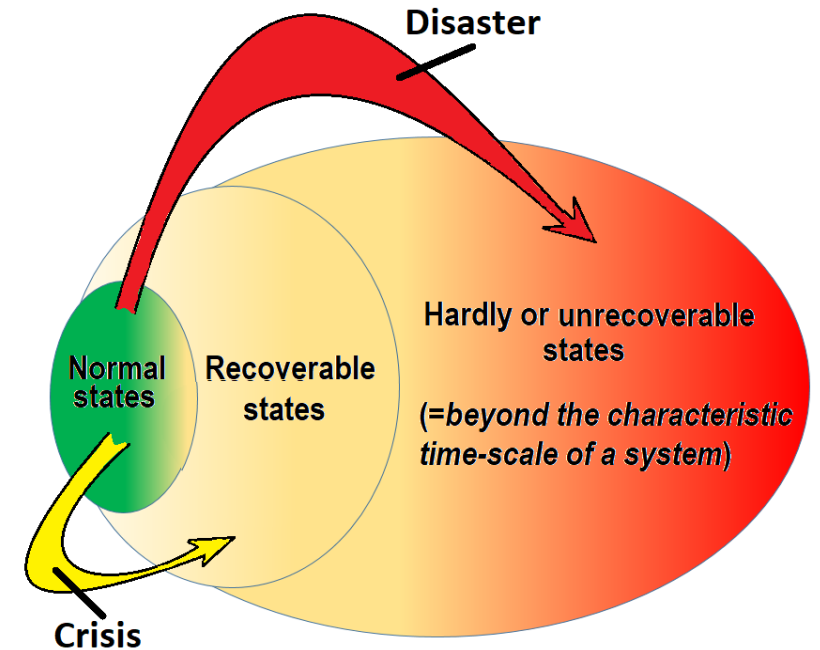 Disaster
Hardly or unrecoverable
states
Normal
states
Recoverable
states
(=beyond the characteristic
time-scale of a system)
Crisis